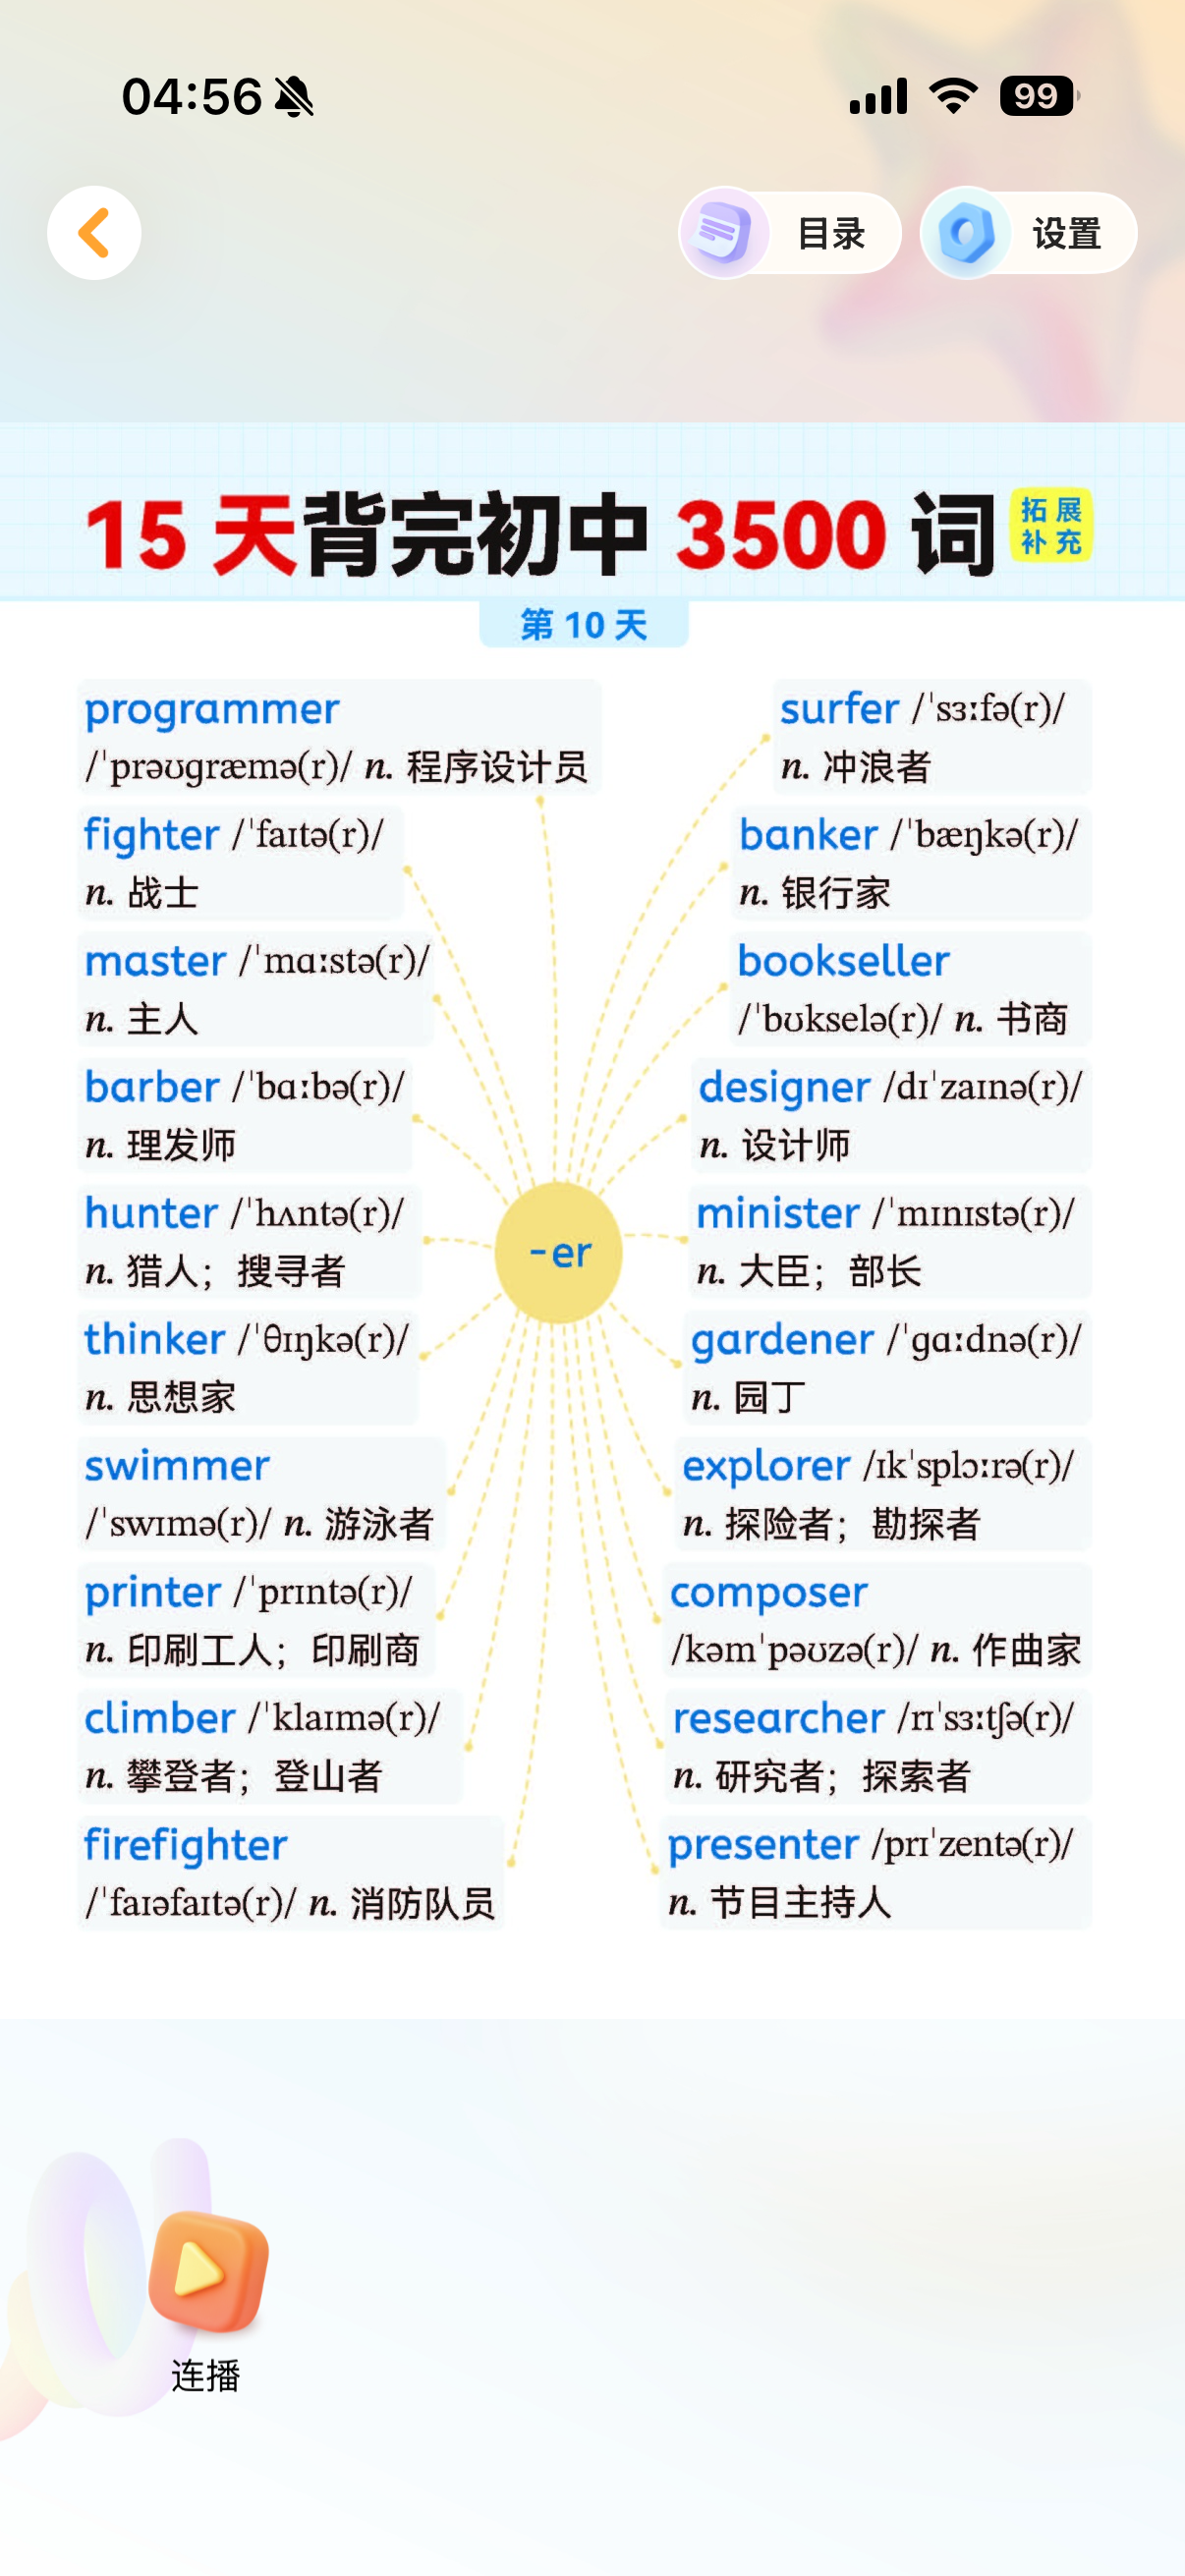 04:56
99
目录
设置
15 天背完初中 3500 词
拓展
补充
第 10 天
programmer
/ˈprəʊɡræmə(r)/ n. 程序设计员
fighter /ˈfaɪtə(r)/
n. 战士
master /ˈmɑːstə(r)/
n. 主人
barber /ˈbɑːbə(r)/
n. 理发师
hunter /ˈhʌntə(r)/
n. 猎人；搜寻者
thinker /ˈθɪŋkə(r)/
n. 思想家
swimmer
/ˈswɪmə(r)/ n. 游泳者
printer /ˈprɪntə(r)/
n. 印刷工人；印刷商
climber /ˈklaɪmə(r)/
n. 攀登者；登山者
firefighter
/ˈfaɪəfaɪtə(r)/ n. 消防队员
-er
surfer /ˈsɜːfə(r)/
n. 冲浪者
banker /ˈbæŋkə(r)/
n. 银行家
bookseller
/ˈbʊkselə(r)/ n. 书商
designer /dɪˈzaɪnə(r)/
n. 设计师
minister /ˈmɪnɪstə(r)/
n. 大臣；部长
gardener /ˈɡɑːdnə(r)/
n. 园丁
explorer /ɪkˈsplɔːrə(r)/
n. 探险者；勘探者
composer
/kəmˈpəʊzə(r)/ n. 作曲家
researcher /rɪˈsɜːtʃə(r)/
n. 研究者；探索者
presenter /prɪˈzentə(r)/
n. 节目主持人
连播